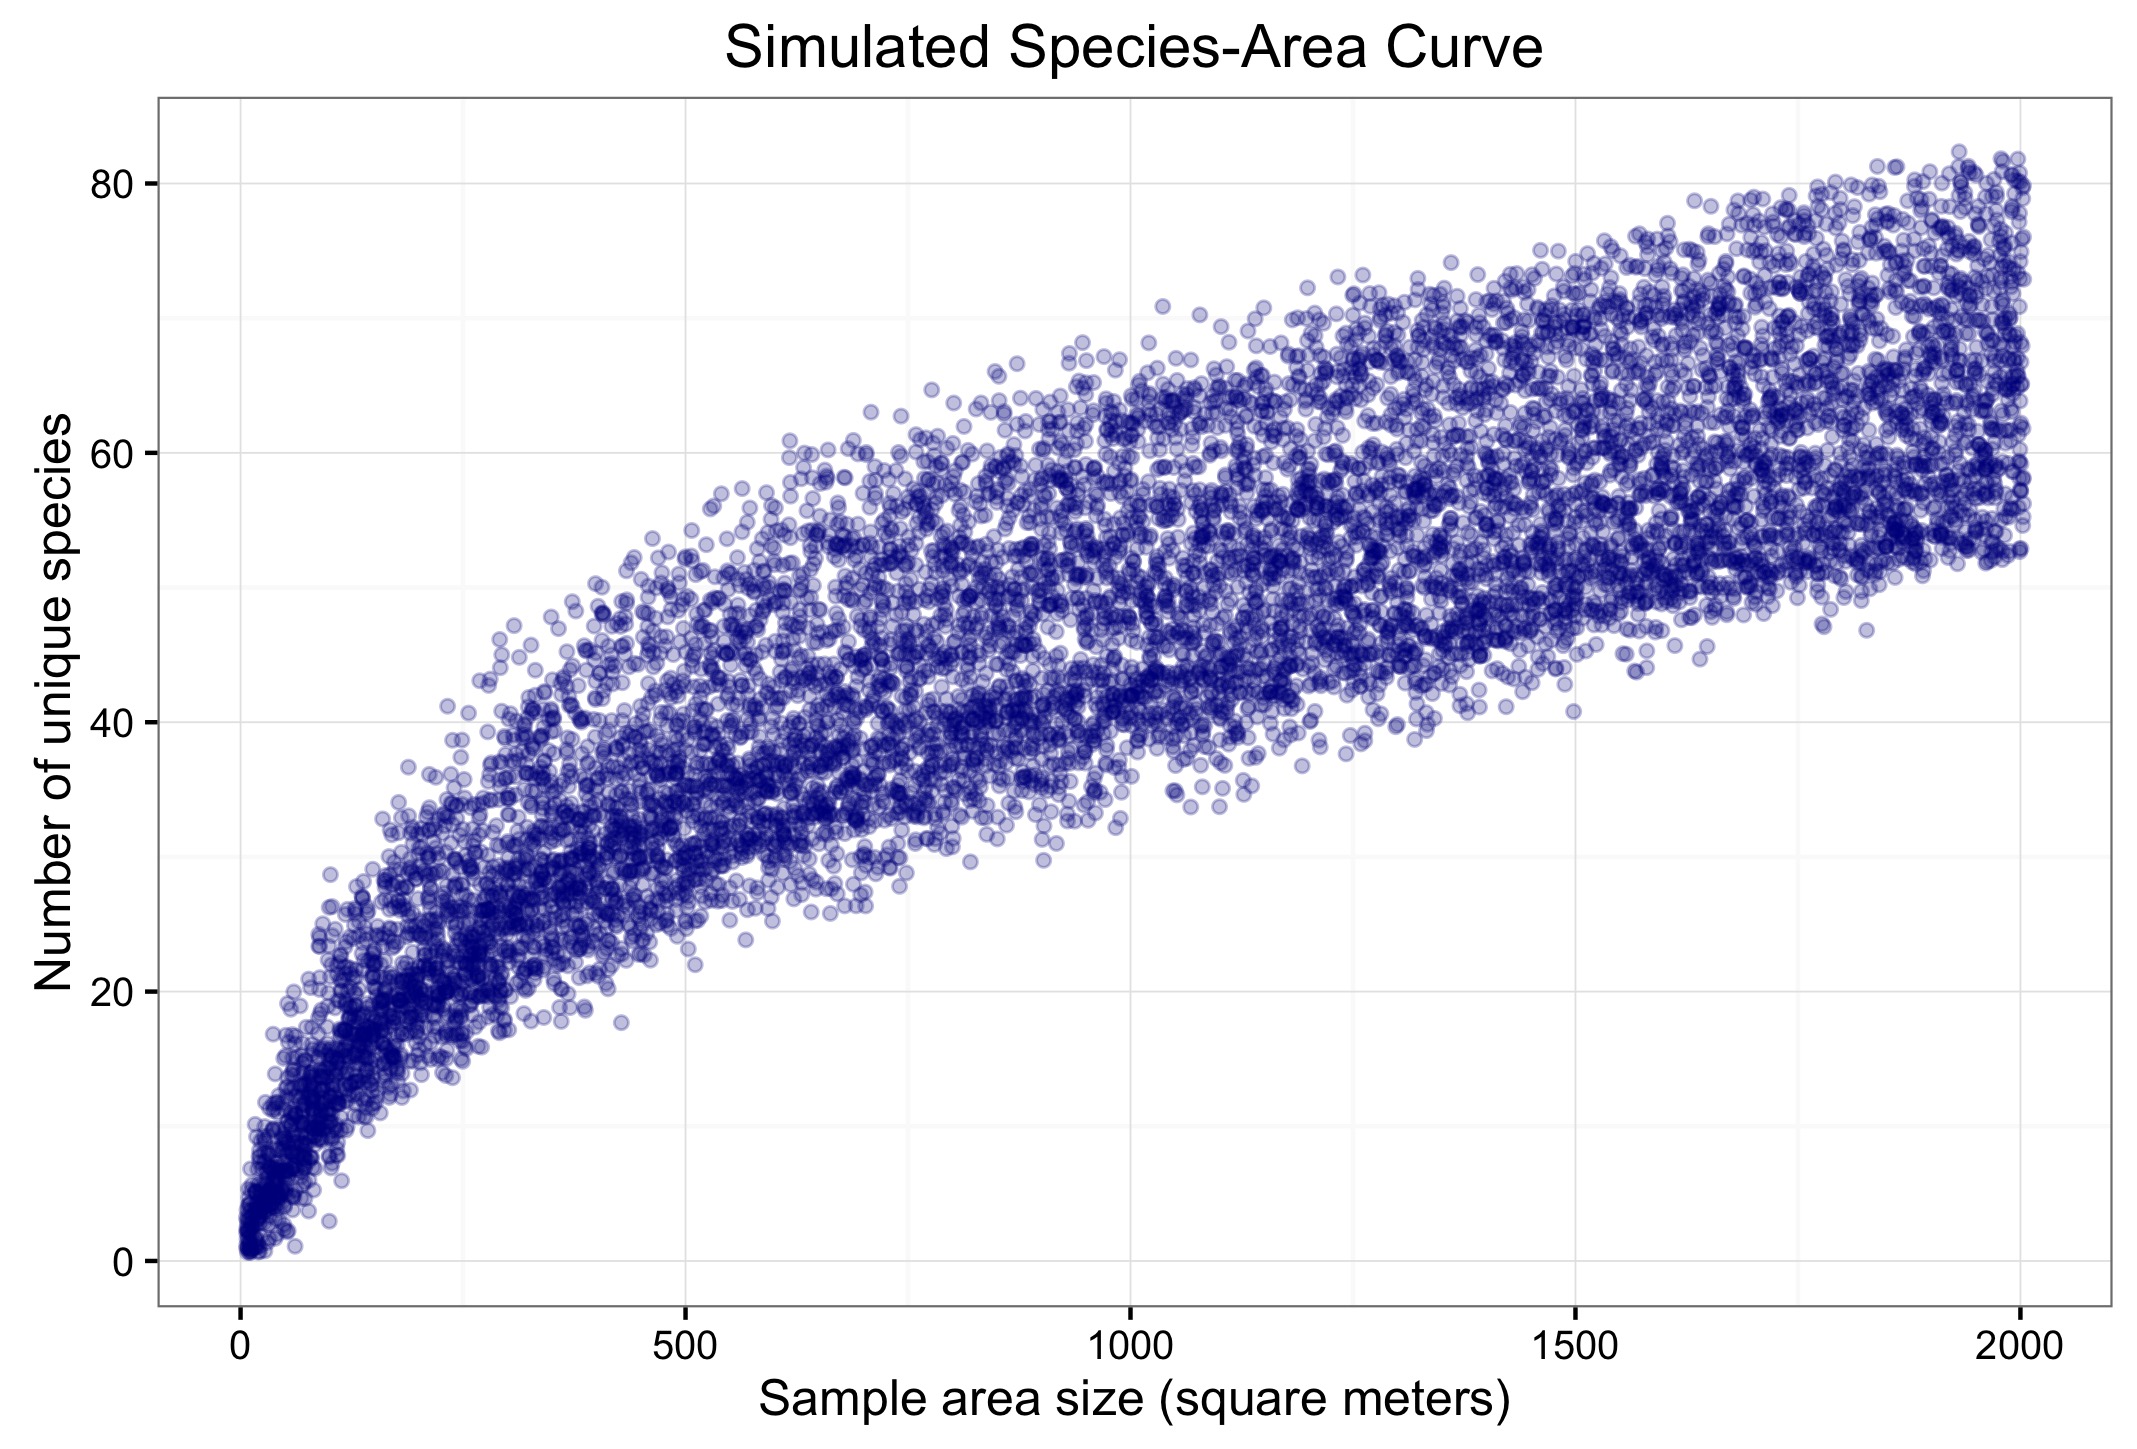 Simulated Species-Area Curve
Number of unique species
80
60
40
20
0
0 500 1000 1500 2000
Sample area size (square meters)